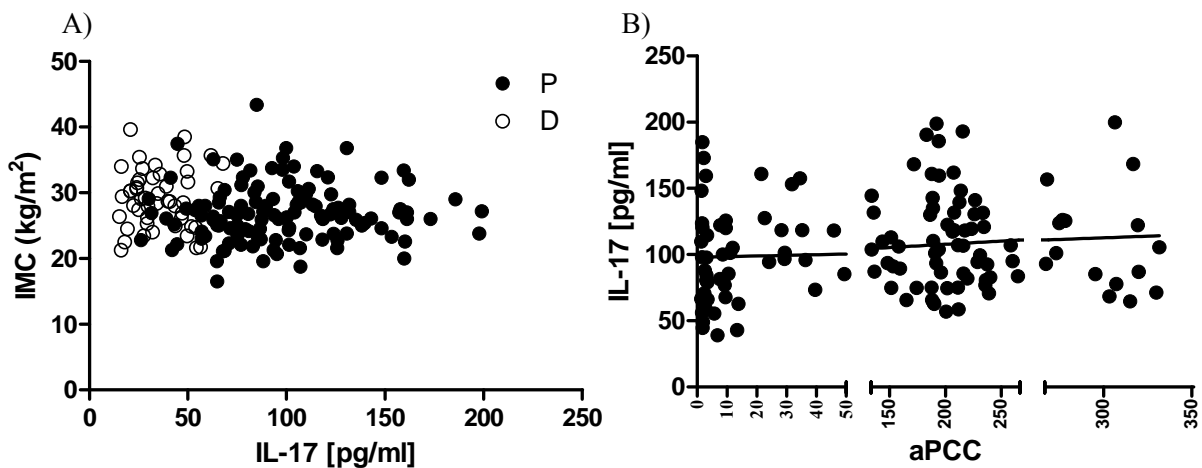 A)
50
40
30
20
10
0
IMC (kg/m²)
0 50 100 150 200 250
IL-17 [pg/ml]
P
D
B)
250
200
150
100
50
0
IL-17 [pg/ml]
0 10 20 30 40 50 150 200 250 300 350
aPCC